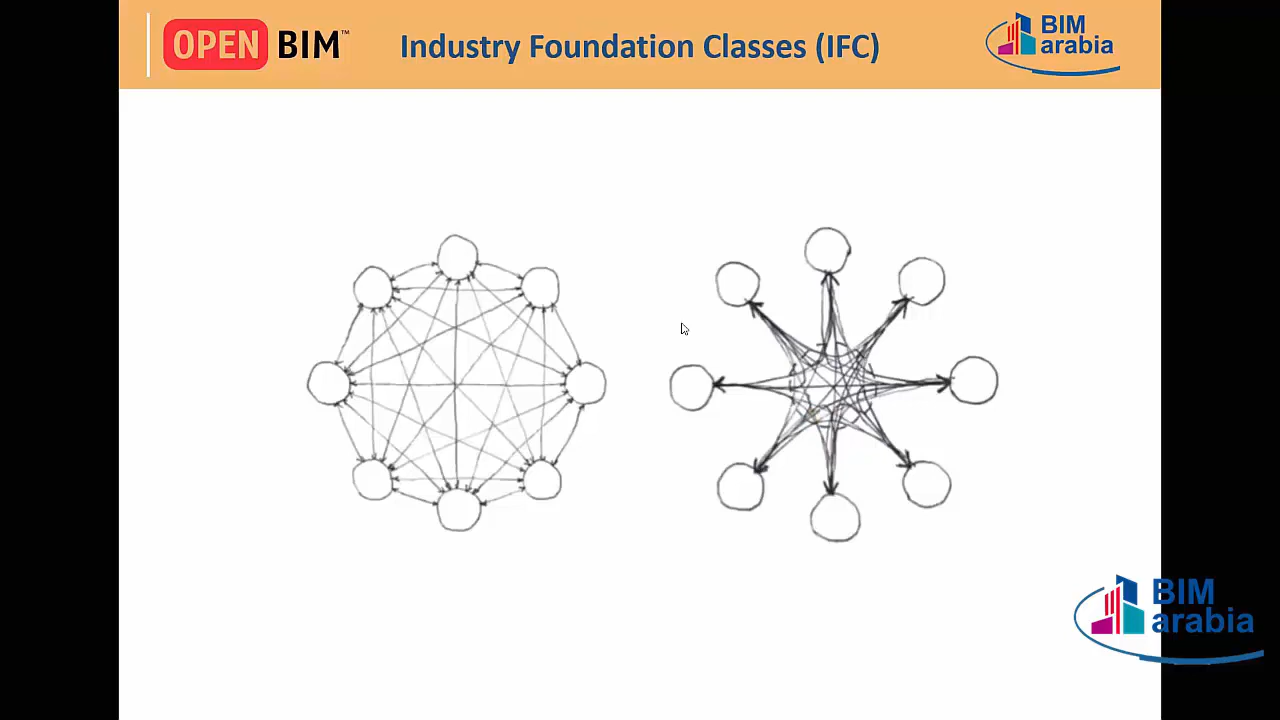 OPEN BIM™
Industry Foundation Classes (IFC)
BIM
arabia
BIM
arabia